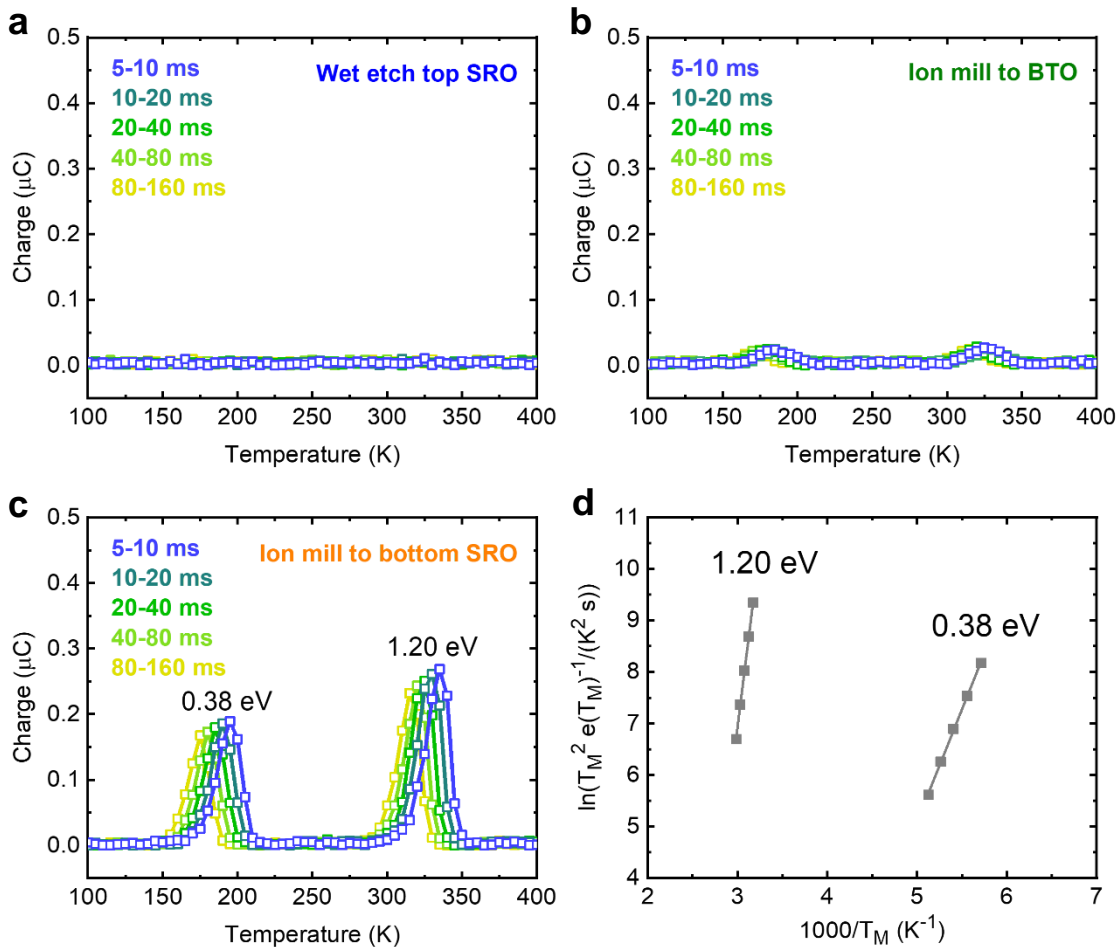 a
0.5
0.4
0.3
0.2
0.1
0.0
Charge (μC)
5-10 ms
10-20 ms
20-40 ms
40-80 ms
80-160 ms
Wet etch top SRO
100 150 200 250 300 350 400
Temperature (K)
b
0.5
0.4
0.3
0.2
0.1
0.0
Charge (μC)
5-10 ms
10-20 ms
20-40 ms
40-80 ms
80-160 ms
Ion mill to BTO
100 150 200 250 300 350 400
Temperature (K)
c
0.5
0.4
0.3
0.2
0.1
0.0
Charge (μC)
5-10 ms
10-20 ms
20-40 ms
40-80 ms
80-160 ms
Ion mill to bottom SRO
0.38 eV
1.20 eV
100 150 200 250 300 350 400
Temperature (K)
d
11
10
9
8
7
6
5
4
ln(T_M^2 e(T_M)^-1/(K^2 s))
1.20 eV
0.38 eV
2 3 4 5 6 7
1000/T_M (K^-1)